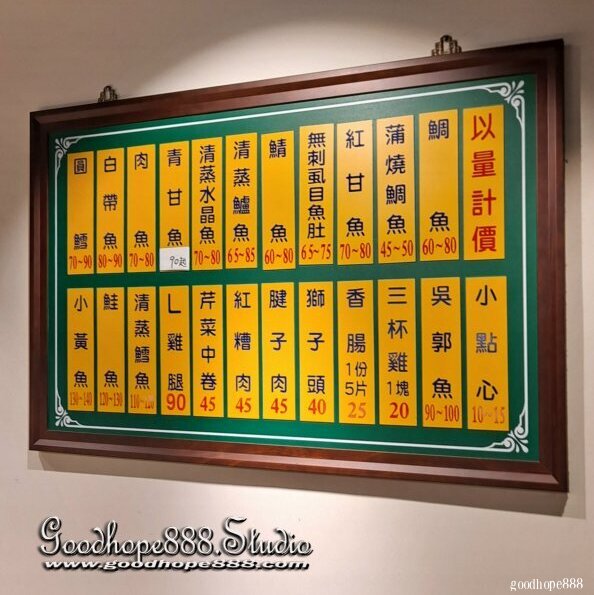 以量計價
鯛魚 60~80
蒲燒鯛魚 45~50
紅甘魚 70~80
無刺虱目魚肚 65~75
鯖魚 60~80
清蒸鱸魚 65~85
清蒸水晶魚 70~80
青甘魚 90起
肉魚 70~80
白帶魚 80~90
圓鱈 70~90
小點心 10~15
吳郭魚 90~100
三杯雞1塊 20
香腸1份5片 25
獅子頭 40
腱子肉 45
紅糟肉 45
芹菜中卷 45
L雞腿 90
清蒸鱈魚 110~120
鮭魚 120~130
小黃魚 130~140
Goodhope888.Studio
www.goodhope888.com
goodhope888